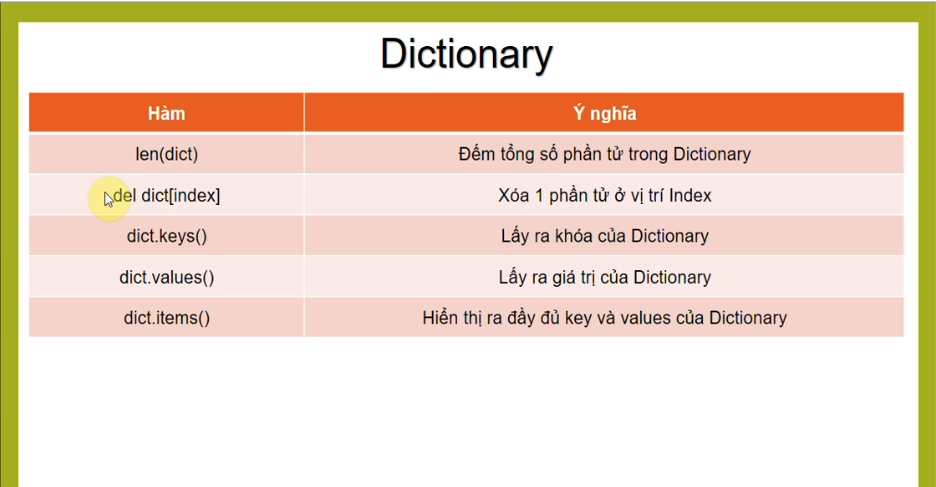 Dictionary
Hàm Ý nghĩa
len(dict) Đếm tổng số phần tử trong Dictionary
del dict[index] Xóa 1 phần tử ở vị trí Index
dict.keys() Lấy ra khóa của Dictionary
dict.values() Lấy ra giá trị của Dictionary
dict.items() Hiển thị ra đầy đủ key và values của Dictionary